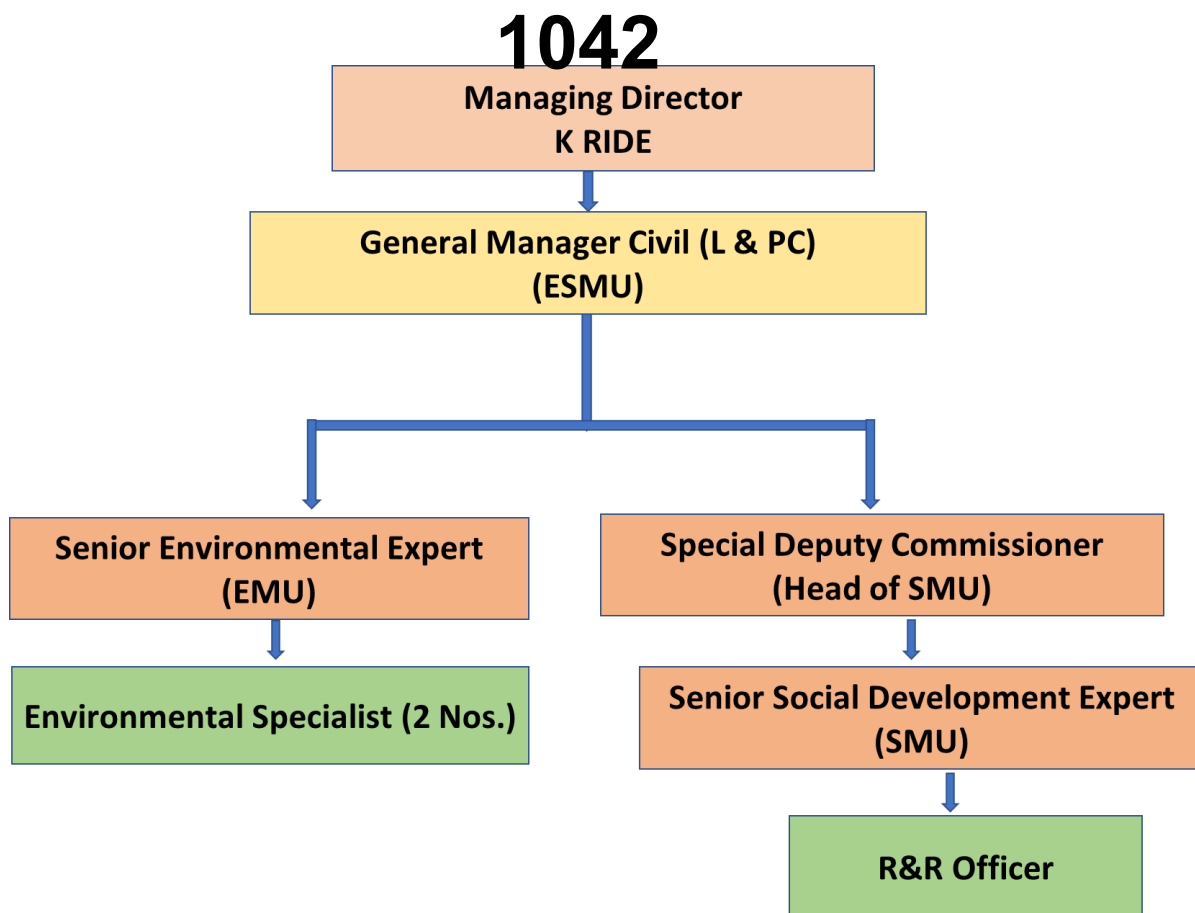 1042
Managing Director
K RIDE
General Manager Civil (L & PC)
(ESMU)
Senior Environmental Expert
(EMU)
Special Deputy Commissioner
(Head of SMU)
Environmental Specialist (2 Nos.)
Senior Social Development Expert
(SMU)
R&R Officer